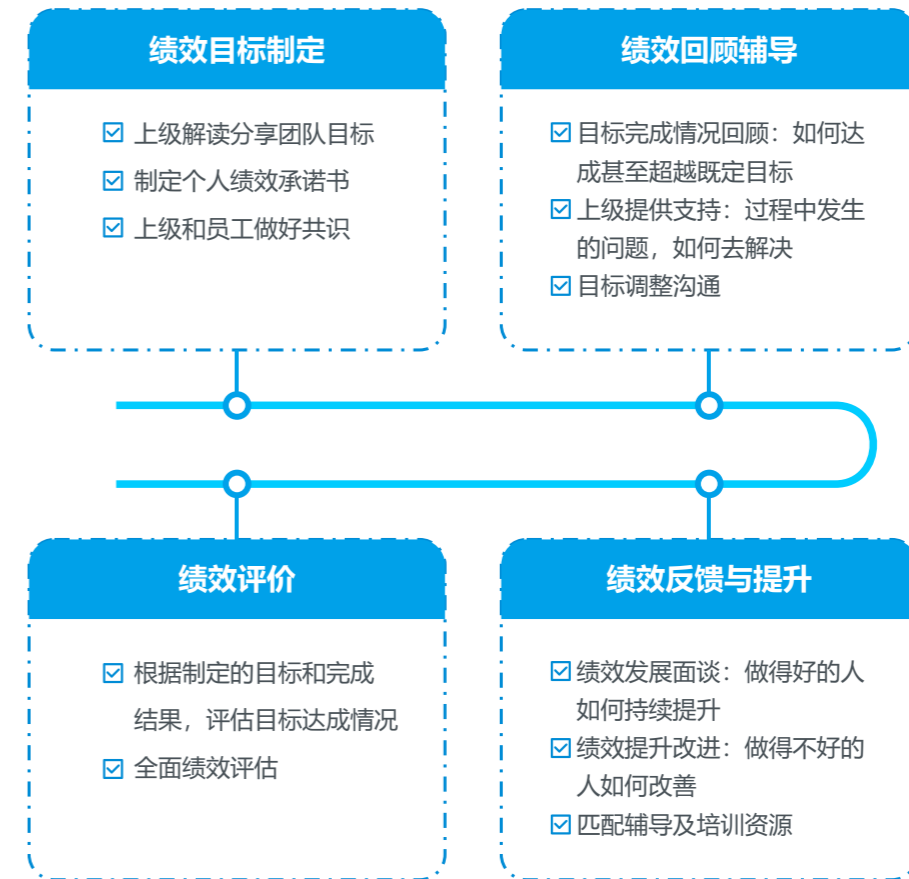 绩效目标制定
上级解读分享团队目标
制定个人绩效承诺书
上级和员工做好共识
绩效回顾辅导
目标完成情况回顾：如何达
成甚至超越既定目标
上级提供支持：过程中发生
的问题，如何去解决
目标调整沟通
绩效评价
根据制定的目标和完成
结果，评估目标达成情况
全面绩效评估
绩效反馈与提升
绩效发展面谈：做得好的人
如何持续提升
绩效提升改进：做得不好的
人如何改善
匹配辅导及培训资源